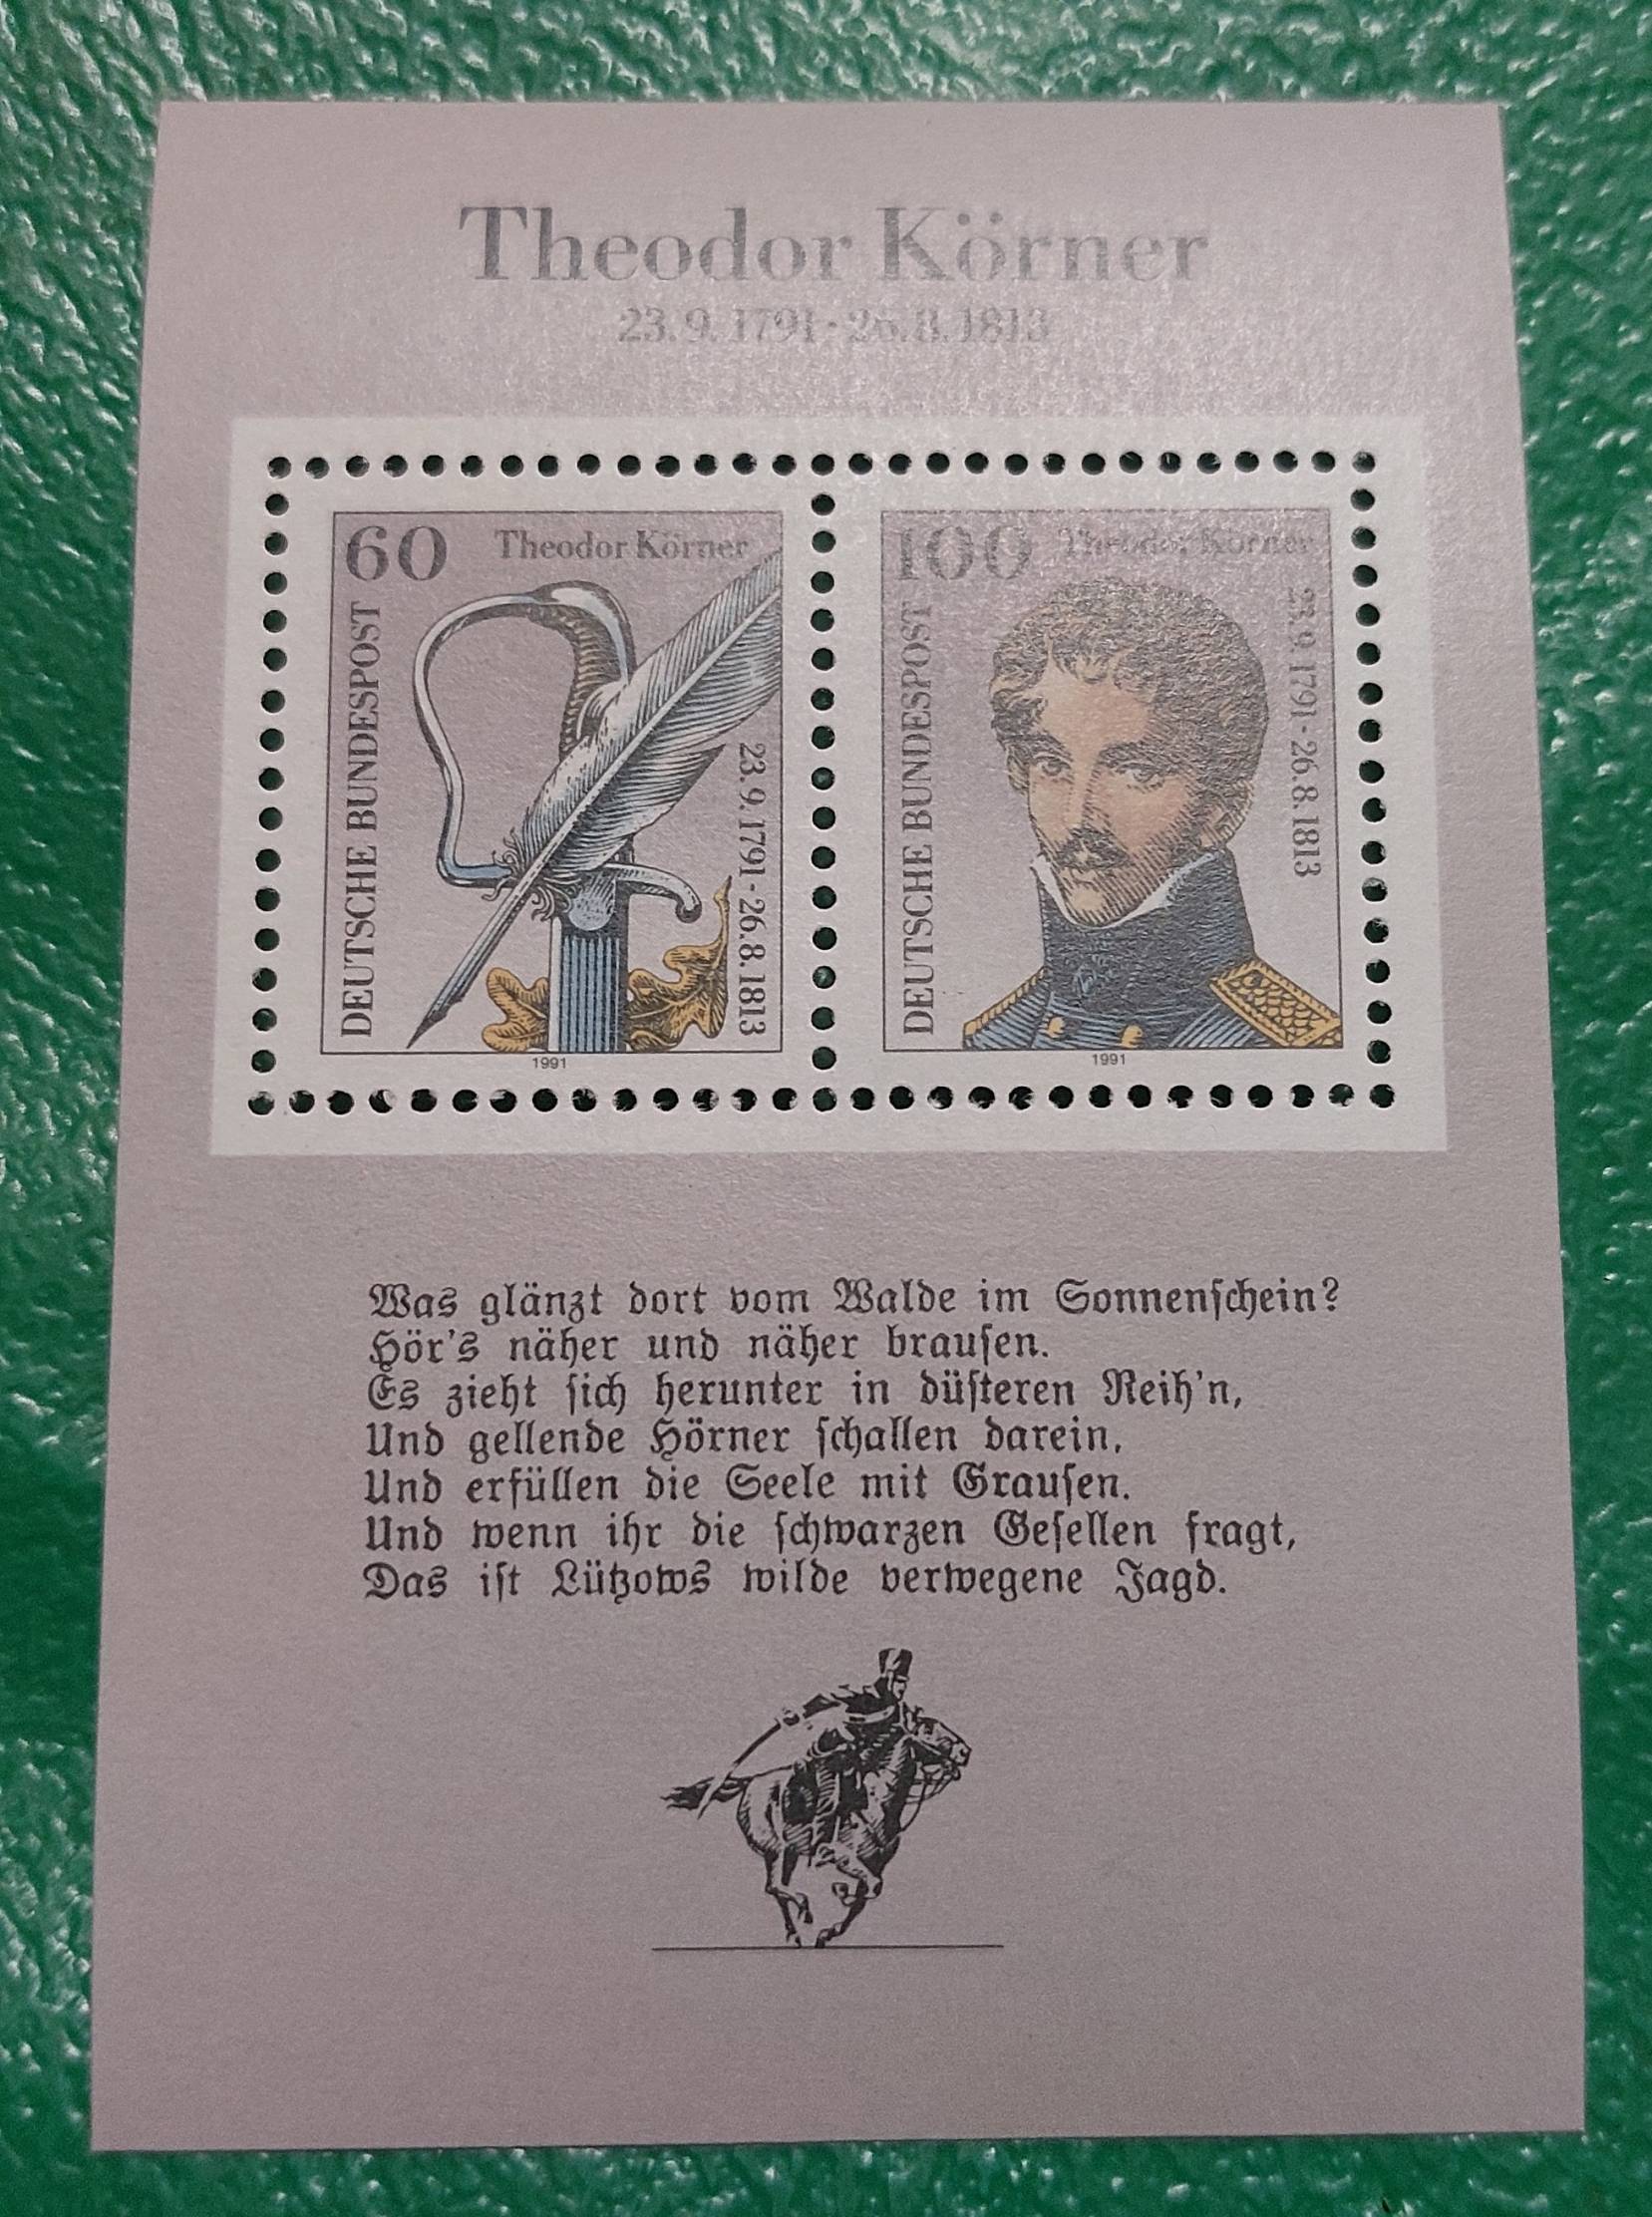 Theodor Körner
23.9.1791-26.8.1813
60 Theodor Körner
DEUTSCHE BUNDESPOST
23.9.1791-26.8.1813
1991
100 Theodor Körner
DEUTSCHE BUNDESPOST
23.9.1791-26.8.1813
1991
Was glänzt dort vom Walde im Sonnenſchein?
Hör's näher und näher brauſen.
Es zieht ſich herunter in düſteren Reih'n,
Und gellende Hörner ſchallen darein,
Und erfüllen die Seele mit Grauſen.
Und wenn ihr die ſchwarzen Geſellen fragt,
Das iſt Lützows wilde verwegene Jagd.